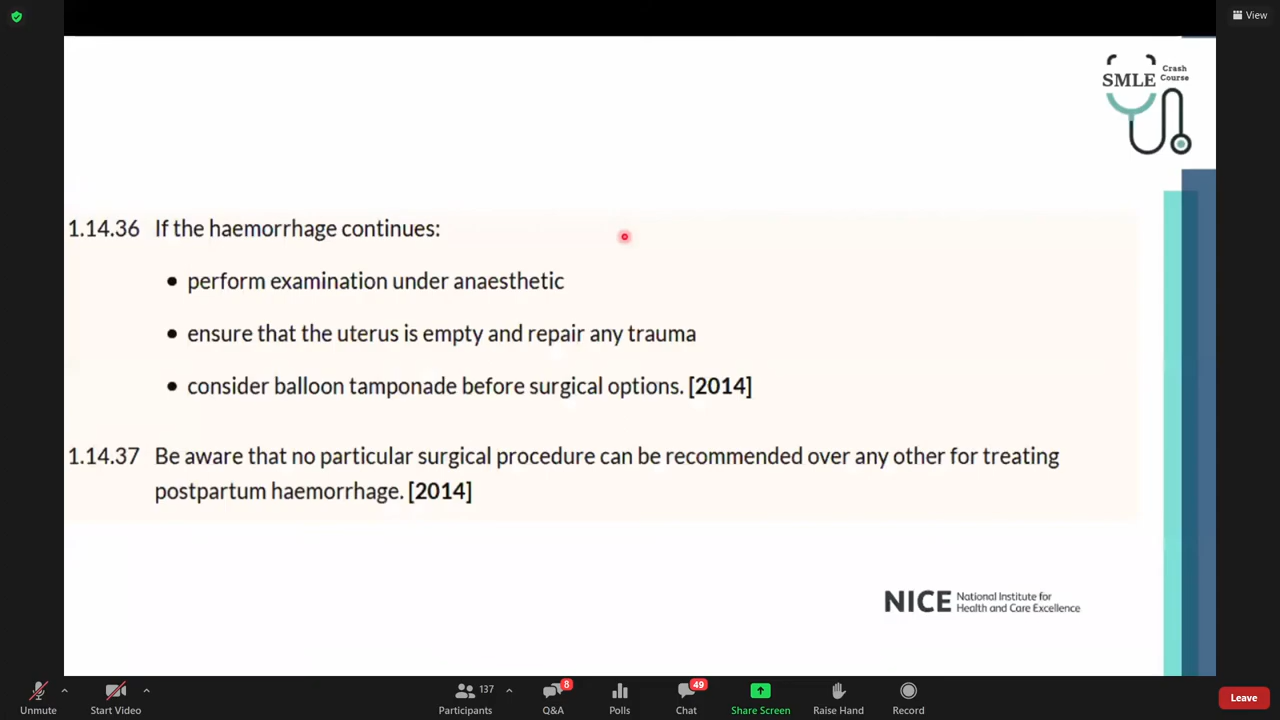 View
SMLE Crash
Course
1.14.36 If the haemorrhage continues:
• perform examination under anaesthetic
• ensure that the uterus is empty and repair any trauma
• consider balloon tamponade before surgical options. [2014]
1.14.37 Be aware that no particular surgical procedure can be recommended over any other for treating
postpartum haemorrhage. [2014]
NICE National Institute for
Health and Care Excellence
137 8 49
Unmute Start Video Participants Q&A Polls Chat Share Screen Raise Hand Record Leave